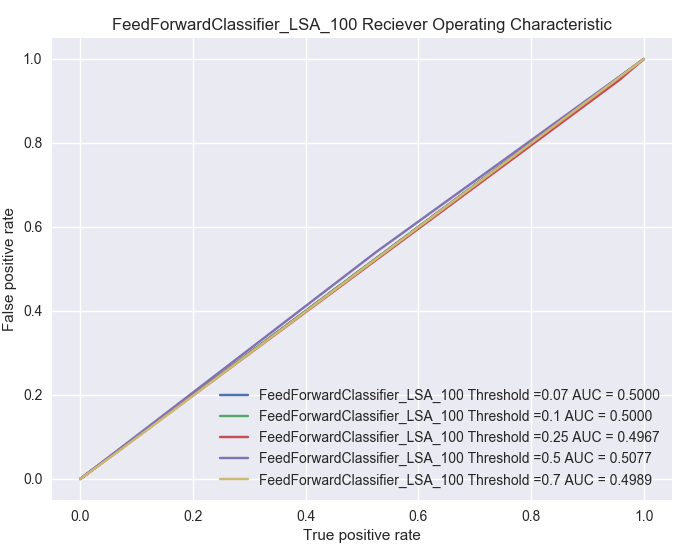 FeedForwardClassifier_LSA_100 Reciever Operating Characteristic
False positive rate
1.0
0.8
0.6
0.4
0.2
0.0
FeedForwardClassifier_LSA_100 Threshold =0.07 AUC = 0.5000
FeedForwardClassifier_LSA_100 Threshold =0.1 AUC = 0.5000
FeedForwardClassifier_LSA_100 Threshold =0.25 AUC = 0.4967
FeedForwardClassifier_LSA_100 Threshold =0.5 AUC = 0.5077
FeedForwardClassifier_LSA_100 Threshold =0.7 AUC = 0.4989
0.0 0.2 0.4 0.6 0.8 1.0
True positive rate